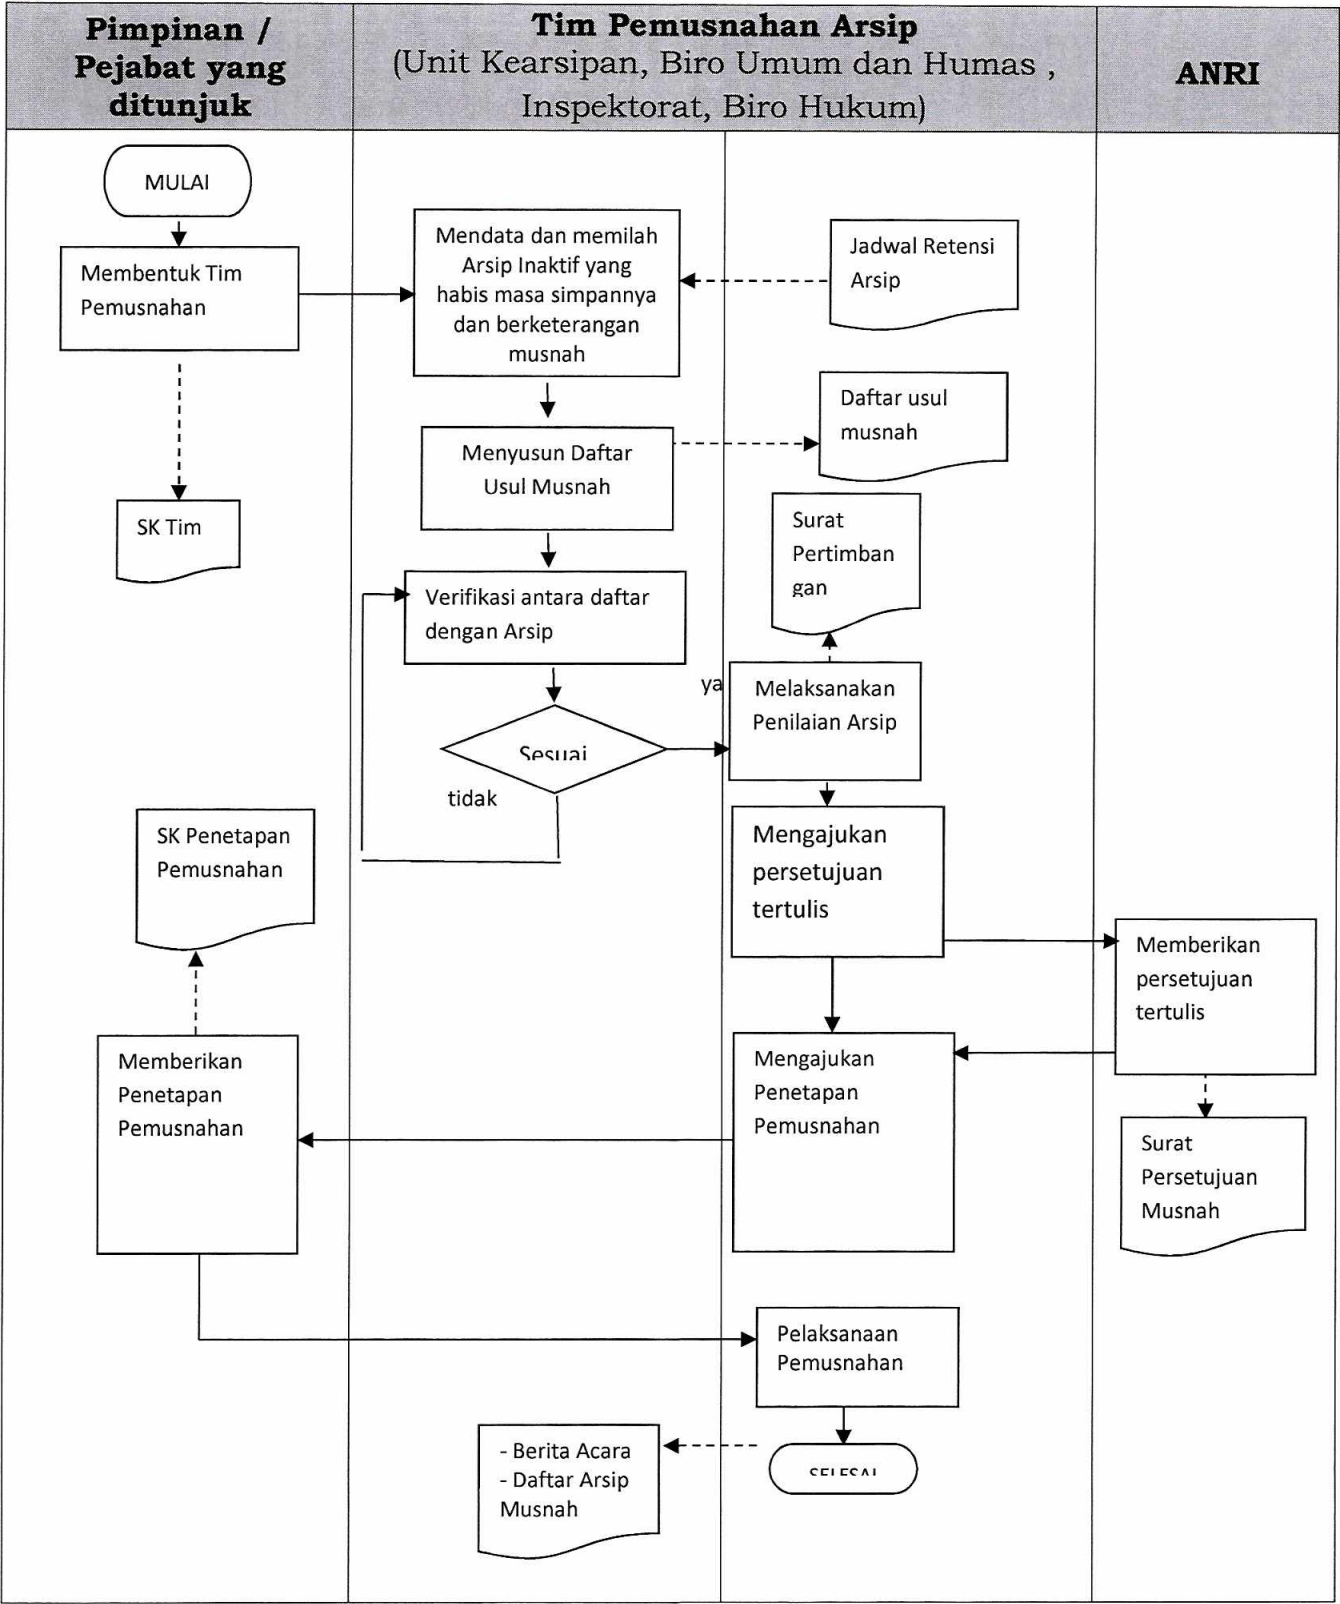 Pimpinan /
Pejabat yang
ditunjuk
Tim Pemusnahan Arsip
(Unit Kearsipan, Biro Umum dan Humas ,
Inspektorat, Biro Hukum)
ANRI
MULAI
Membentuk Tim
Pemusnahan
SK Tim
Mendata dan memilah
Arsip Inaktif yang
habis masa simpannya
dan berketerangan
musnah
Jadwal Retensi
Arsip
Menyusun Daftar
Usul Musnah
Daftar usul
musnah
Verifikasi antara daftar
dengan Arsip
Sesuai
ya
tidak
Surat
Pertimban
gan
Melaksanakan
Penilaian Arsip
Mengajukan
persetujuan
tertulis
Memberikan
persetujuan
tertulis
Surat
Persetujuan
Musnah
Mengajukan
Penetapan
Pemusnahan
SK Penetapan
Pemusnahan
Memberikan
Penetapan
Pemusnahan
Pelaksanaan
Pemusnahan
- Berita Acara
- Daftar Arsip
Musnah
SELESAI